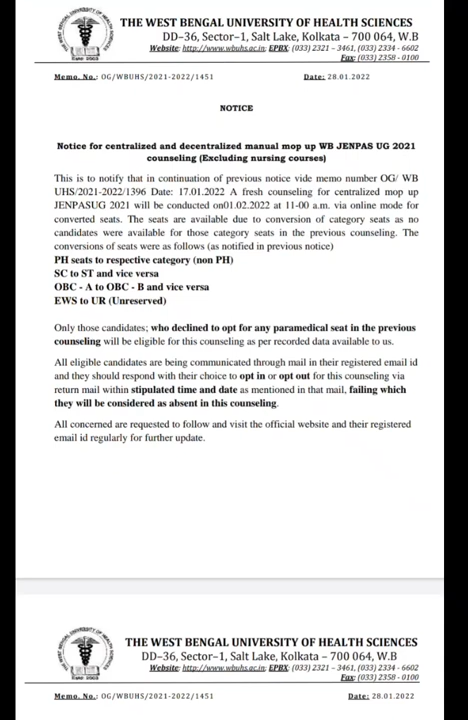 THE WEST BENGAL UNIVERSITY OF HEALTH SCIENCES
DD–36, Sector–1, Salt Lake, Kolkata – 700 064, W.B
Website: http://www.wbuhs.ac.in; EPBX: (033) 2321 – 3461, (033) 2334 - 6602
Fax: (033) 2358 - 0100
Memo. No.: OG/WBUHS/2021-2022/1451 Date: 28.01.2022
NOTICE
Notice for centralized and decentralized manual mop up WB JENPAS UG 2021
counseling (Excluding nursing courses)
This is to notify that in continuation of previous notice vide memo number OG/ WB
UHS/2021-2022/1396 Date: 17.01.2022 A fresh counseling for centralized mop up
JENPASUG 2021 will be conducted on01.02.2022 at 11-00 a.m. via online mode for
converted seats. The seats are available due to conversion of category seats as no
candidates were available for those category seats in the previous counseling. The
conversions of seats were as follows (as notified in previous notice)
PH seats to respective category (non PH)
SC to ST and vice versa
OBC - A to OBC - B and vice versa
EWS to UR (Unreserved)
Only those candidates; who declined to opt for any paramedical seat in the previous
counseling will be eligible for this counseling as per recorded data available to us.
All eligible candidates are being communicated through mail in their registered email id
and they should respond with their choice to opt in or opt out for this counseling via
return mail within stipulated time and date as mentioned in that mail, failing which
they will be considered as absent in this counseling.
All concerned are requested to follow and visit the official website and their registered
email id regularly for further update.
THE WEST BENGAL UNIVERSITY OF HEALTH SCIENCES
DD–36, Sector–1, Salt Lake, Kolkata – 700 064, W.B
Website: http://www.wbuhs.ac.in; EPBX: (033) 2321 – 3461, (033) 2334 - 6602
Fax: (033) 2358 - 0100
Memo. No.: OG/WBUHS/2021-2022/1451 Date: 28.01.2022